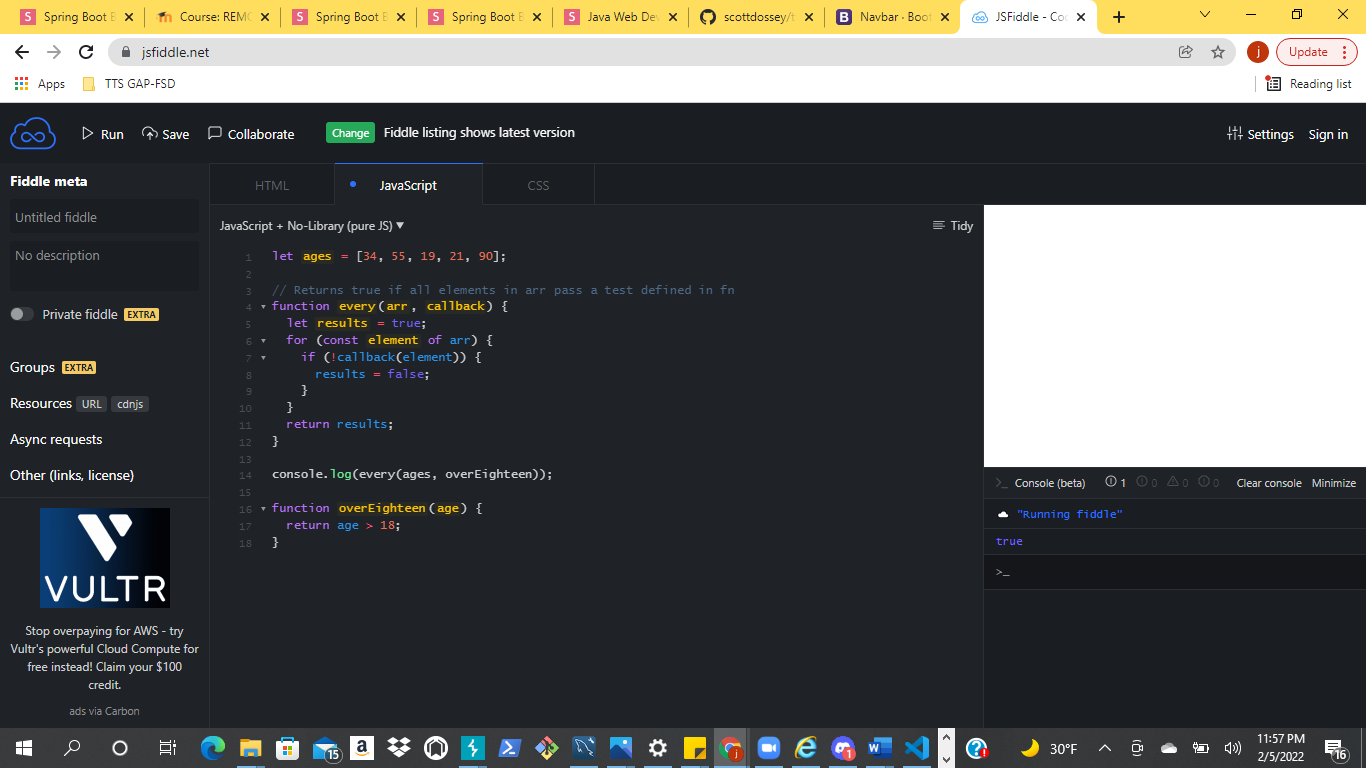 Spring Boot E
Course: REMO
Spring Boot E
Spring Boot E
Java Web Dev
scottdossey/t
Navbar · Boot
JSFiddle - Cod
jsfiddle.net
j
Update
Apps
TTS GAP-FSD
Reading list
Run
Save
Collaborate
Change
Fiddle listing shows latest version
Settings
Sign in
Fiddle meta
Untitled fiddle
No description
Private fiddle EXTRA
Groups EXTRA
Resources URL cdnjs
Async requests
Other (links, license)
VULTR
Stop overpaying for AWS - try
Vultr's powerful Cloud Compute for
free instead! Claim your $100
credit.
ads via Carbon
HTML
JavaScript
CSS
JavaScript + No-Library (pure JS) ▼
Tidy
1 let ages = [34, 55, 19, 21, 90];
2
3 // Returns true if all elements in arr pass a test defined in fn
4 function every(arr, callback) {
5 let results = true;
6 for (const element of arr) {
7 if (!callback(element)) {
8 results = false;
9 }
10 }
11 return results;
12 }
13
14 console.log(every(ages, overEighteen));
15
16 function overEighteen(age) {
17 return age > 18;
18 }
>_ Console (beta)
1
0
0
0
Clear console
Minimize
"Running fiddle"
true
>_
15
a
j
1
30°F
11:57 PM
2/5/2022
16